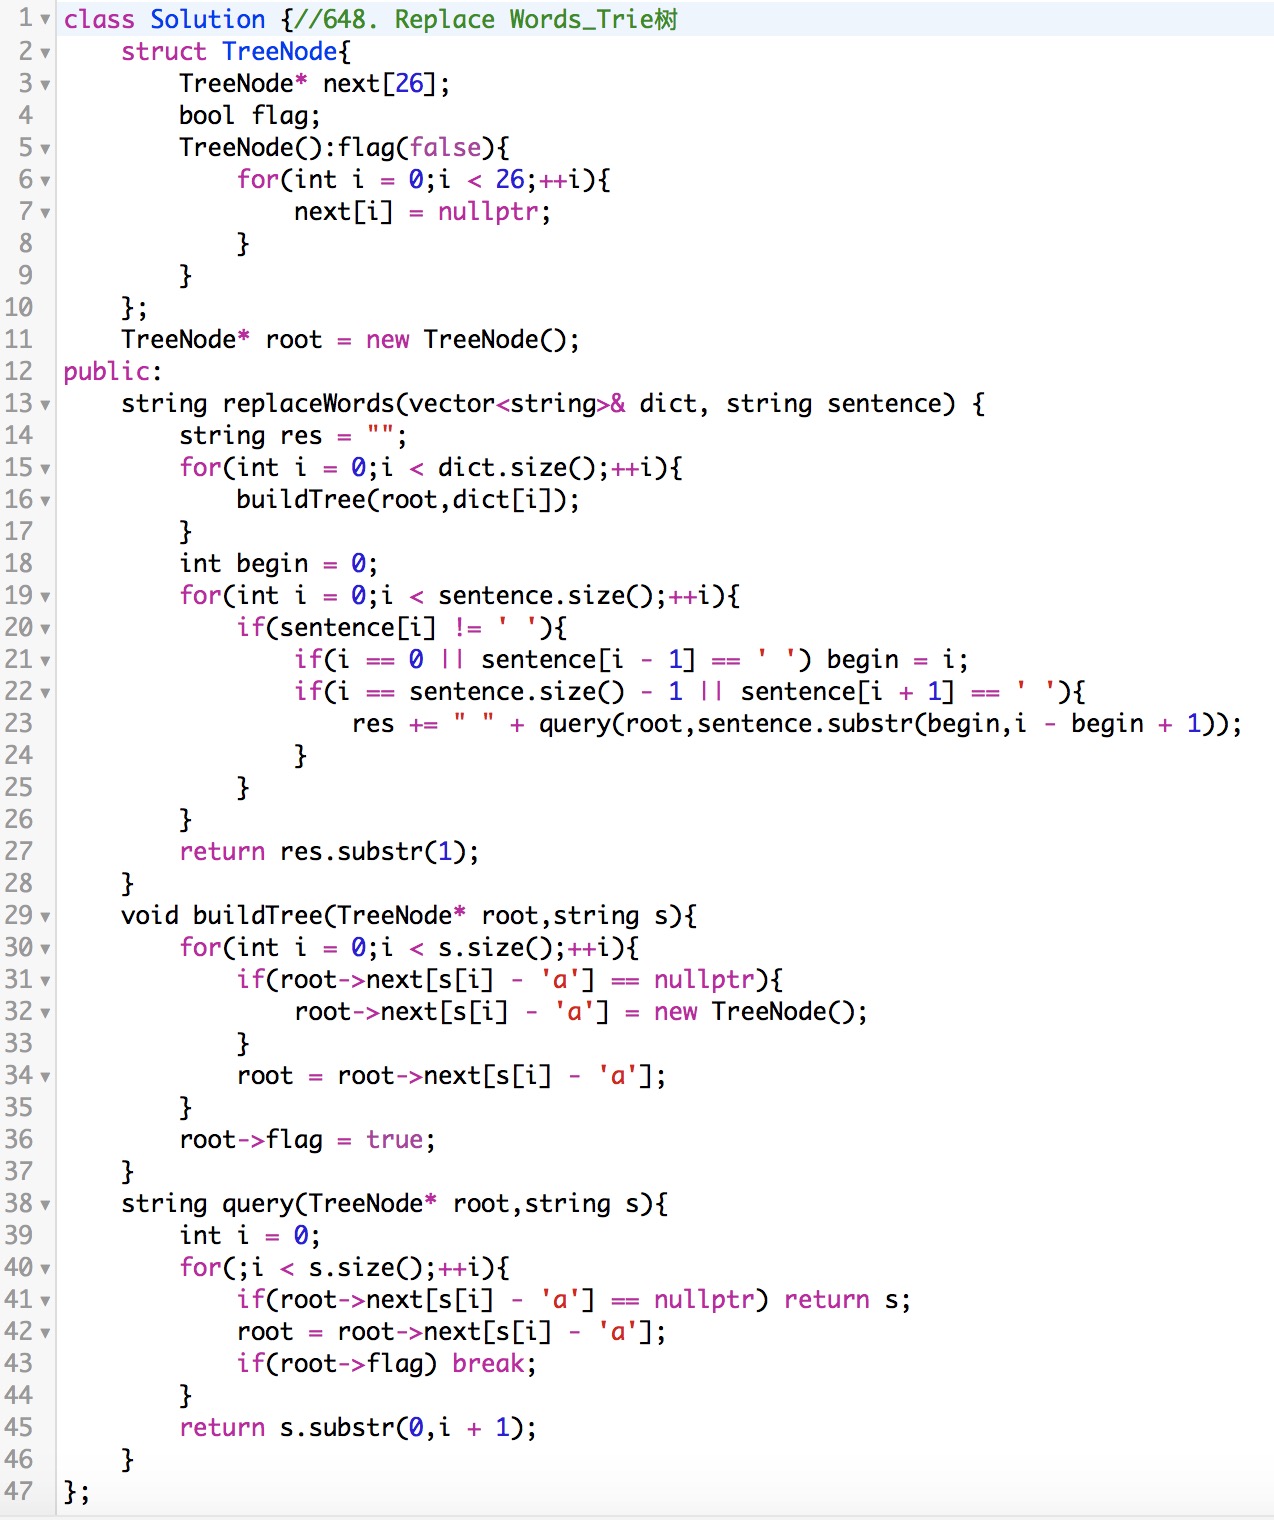 1 class Solution {//648. Replace Words_Trie树
2     struct TreeNode{
3         TreeNode* next[26];
4         bool flag;
5         TreeNode():flag(false){
6             for(int i = 0;i < 26;++i){
7                 next[i] = nullptr;
8             }
9         }
10     };
11     TreeNode* root = new TreeNode();
12 public:
13     string replaceWords(vector<string>& dict, string sentence) {
14         string res = "";
15         for(int i = 0;i < dict.size();++i){
16             buildTree(root,dict[i]);
17         }
18         int begin = 0;
19         for(int i = 0;i < sentence.size();++i){
20             if(sentence[i] != ' '){
21                 if(i == 0 || sentence[i - 1] == ' ') begin = i;
22                 if(i == sentence.size() - 1 || sentence[i + 1] == ' '){
23                     res += " " + query(root,sentence.substr(begin,i - begin + 1));
24                 }
25             }
26         }
27         return res.substr(1);
28     }
29     void buildTree(TreeNode* root,string s){
30         for(int i = 0;i < s.size();++i){
31             if(root->next[s[i] - 'a'] == nullptr){
32                 root->next[s[i] - 'a'] = new TreeNode();
33             }
34             root = root->next[s[i] - 'a'];
35         }
36         root->flag = true;
37     }
38     string query(TreeNode* root,string s){
39         int i = 0;
40         for(;i < s.size();++i){
41             if(root->next[s[i] - 'a'] == nullptr) return s;
42             root = root->next[s[i] - 'a'];
43             if(root->flag) break;
44         }
45         return s.substr(0,i + 1);
46     }
47 };